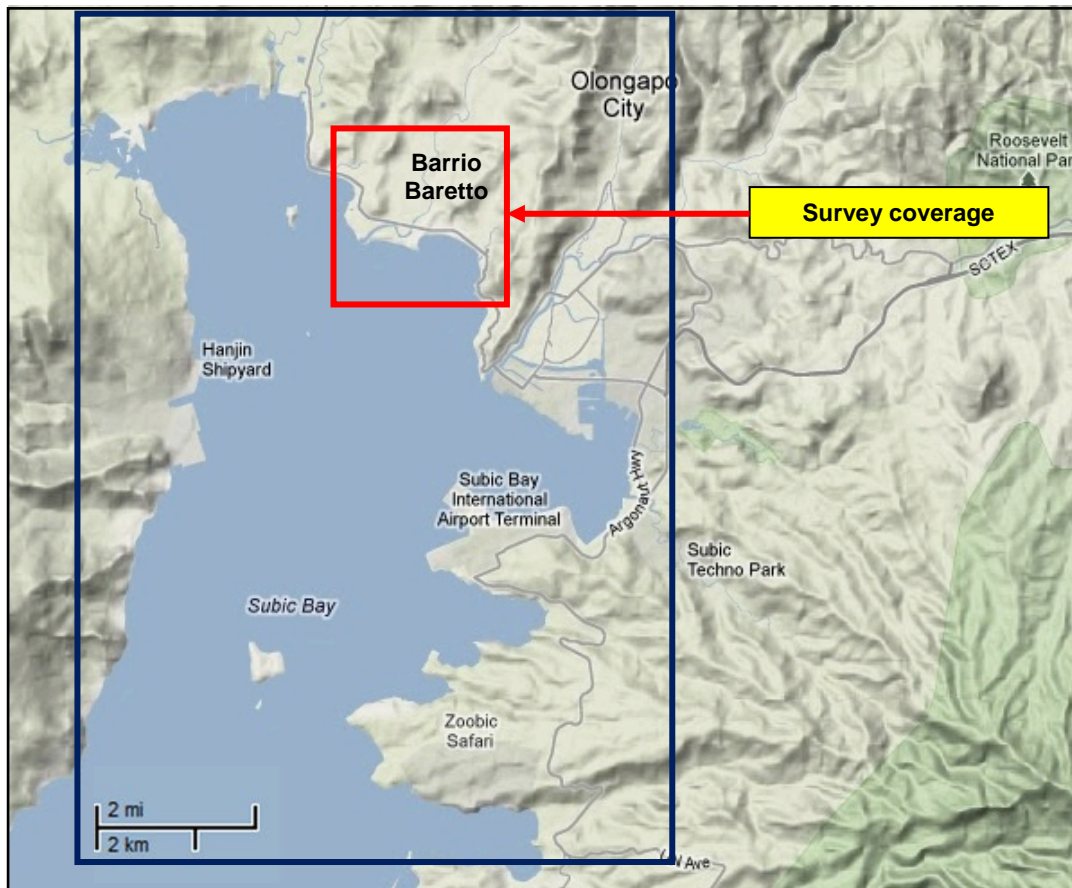 Olongapo
City
Roosevelt
National Par
Barrio
Baretto
Survey coverage
SCTEX
Hanjin
Shipyard
Subic Bay
International
Airport Terminal
Argonaut Hwy
Subic
Techno Park
Subic Bay
Zoobic
Safari
2 mi
2 km
Ave